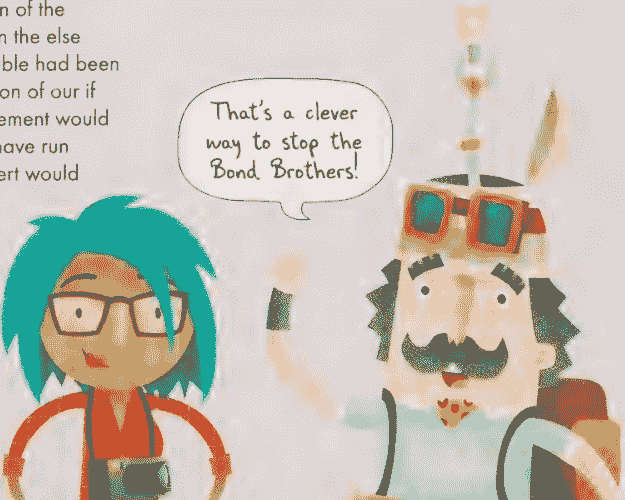 n of the
n the else
ble had been
on of our if
ement would
have run
ert would
That's a clever
way to stop the
Bond Brothers!